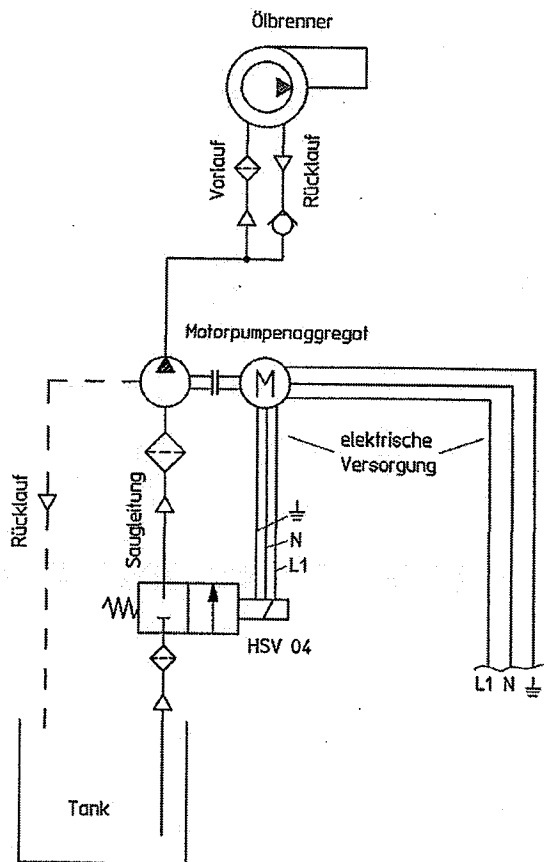 Ölbrenner
Vorlauf
Rücklauf
Motorpumpenaggregat
M
elektrische
Versorgung
Rücklauf
Saugleitung
N
L1
HSV 04
L1 N
Tank